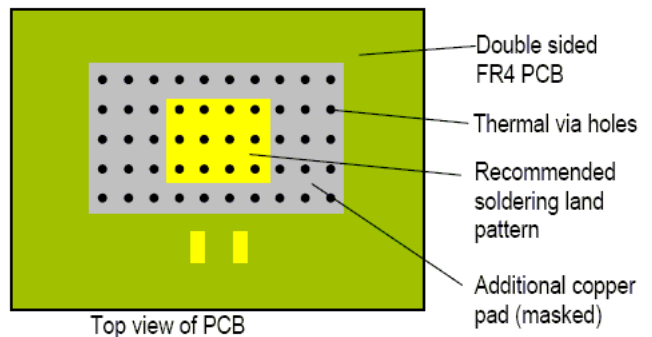 Double sided
FR4 PCB
Thermal via holes
Recommended
soldering land
pattern
Additional copper
pad (masked)
Top view of PCB